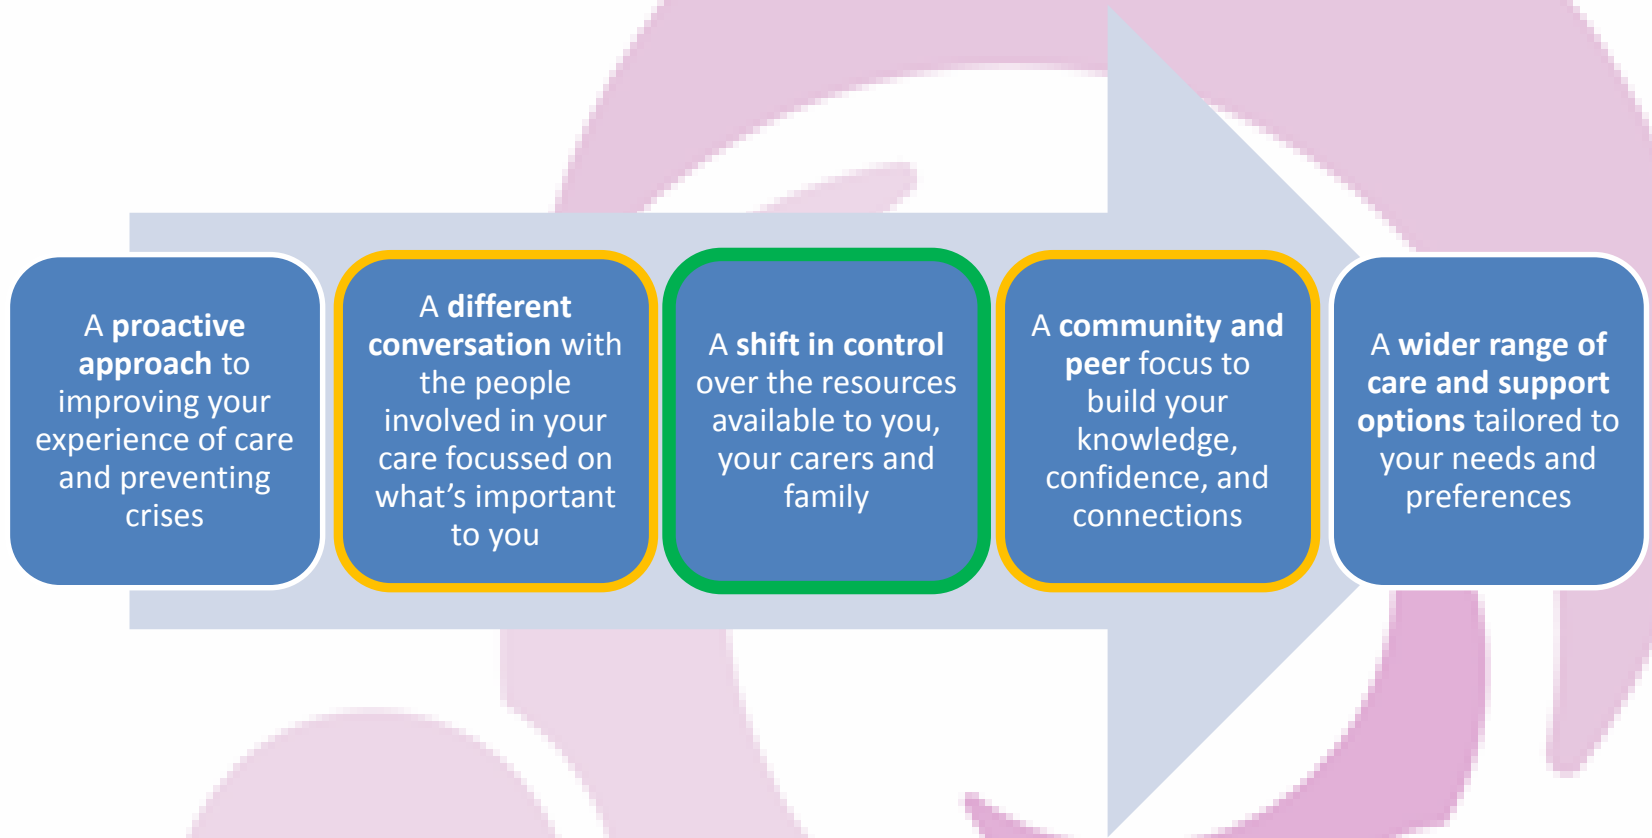 A proactive
approach to
improving your
experience of care
and preventing
crises
A different
conversation with
the people
involved in your
care focussed on
what’s important
to you
A shift in control
over the resources
available to you,
your carers and
family
A community and
peer focus to
build your
knowledge,
confidence, and
connections
A wider range of
care and support
options tailored to
your needs and
preferences